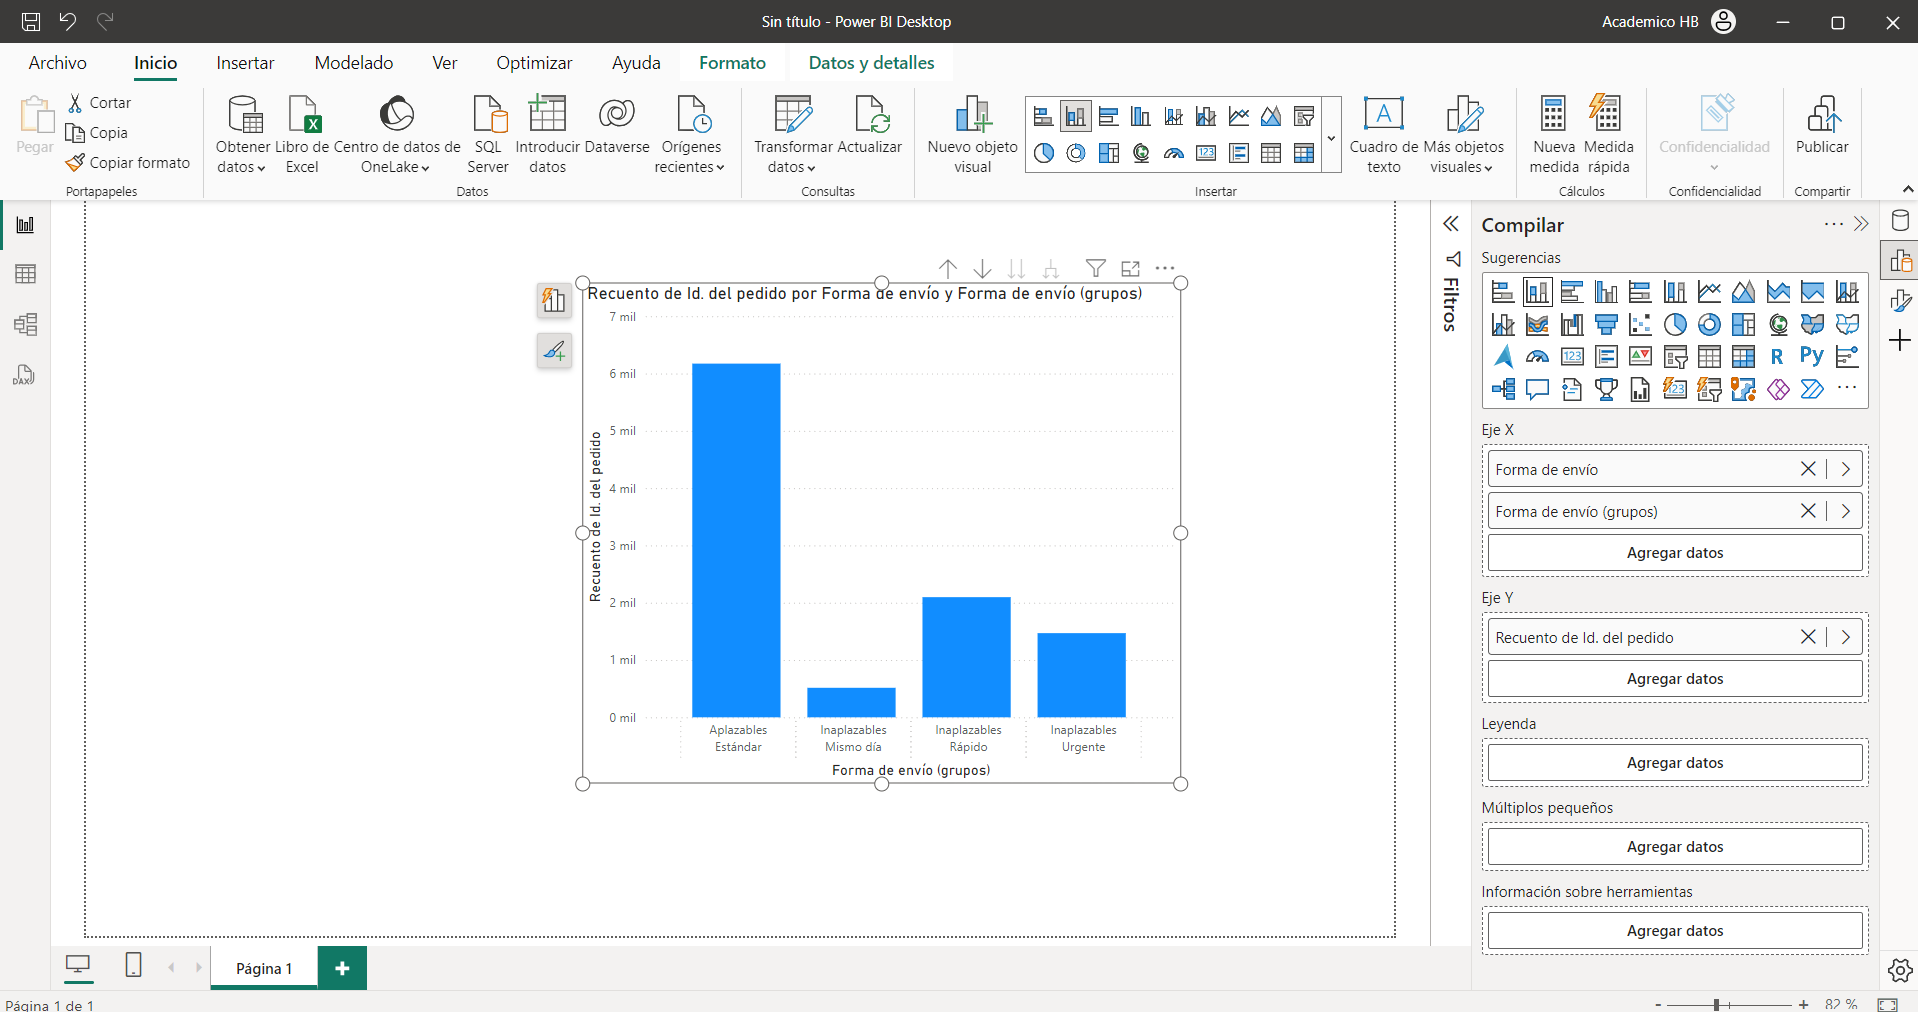 Sin título - Power BI Desktop
Academico HB
Archivo
Inicio
Insertar
Modelado
Ver
Optimizar
Ayuda
Formato
Datos y detalles
Pegar
Cortar
Copia
Copiar formato
Portapapeles
Obtener datos
Libro de Excel
Centro de datos de OneLake
SQL Server
Introducir datos
Dataverse
Orígenes recientes
Datos
Transformar datos
Actualizar
Consultas
Nuevo objeto visual
Cuadro de texto
Más objetos visuales
Insertar
Nueva medida
Medida rápida
Cálculos
Confidencialidad
Confidencialidad
Publicar
Compartir
DAX
Recuento de Id. del pedido por Forma de envío y Forma de envío (grupos)
7 mil
6 mil
5 mil
4 mil
3 mil
2 mil
1 mil
0 mil
Recuento de Id. del pedido
Aplazables Estándar
Inaplazables Mismo día
Inaplazables Rápido
Inaplazables Urgente
Forma de envío (grupos)
Filtros
Compilar
Sugerencias
123
R
Py
123
Eje X
Forma de envío
Forma de envío (grupos)
Agregar datos
Eje Y
Recuento de Id. del pedido
Agregar datos
Leyenda
Agregar datos
Múltiplos pequeños
Agregar datos
Información sobre herramientas
Agregar datos
Página 1
Página 1 de 1
82 %